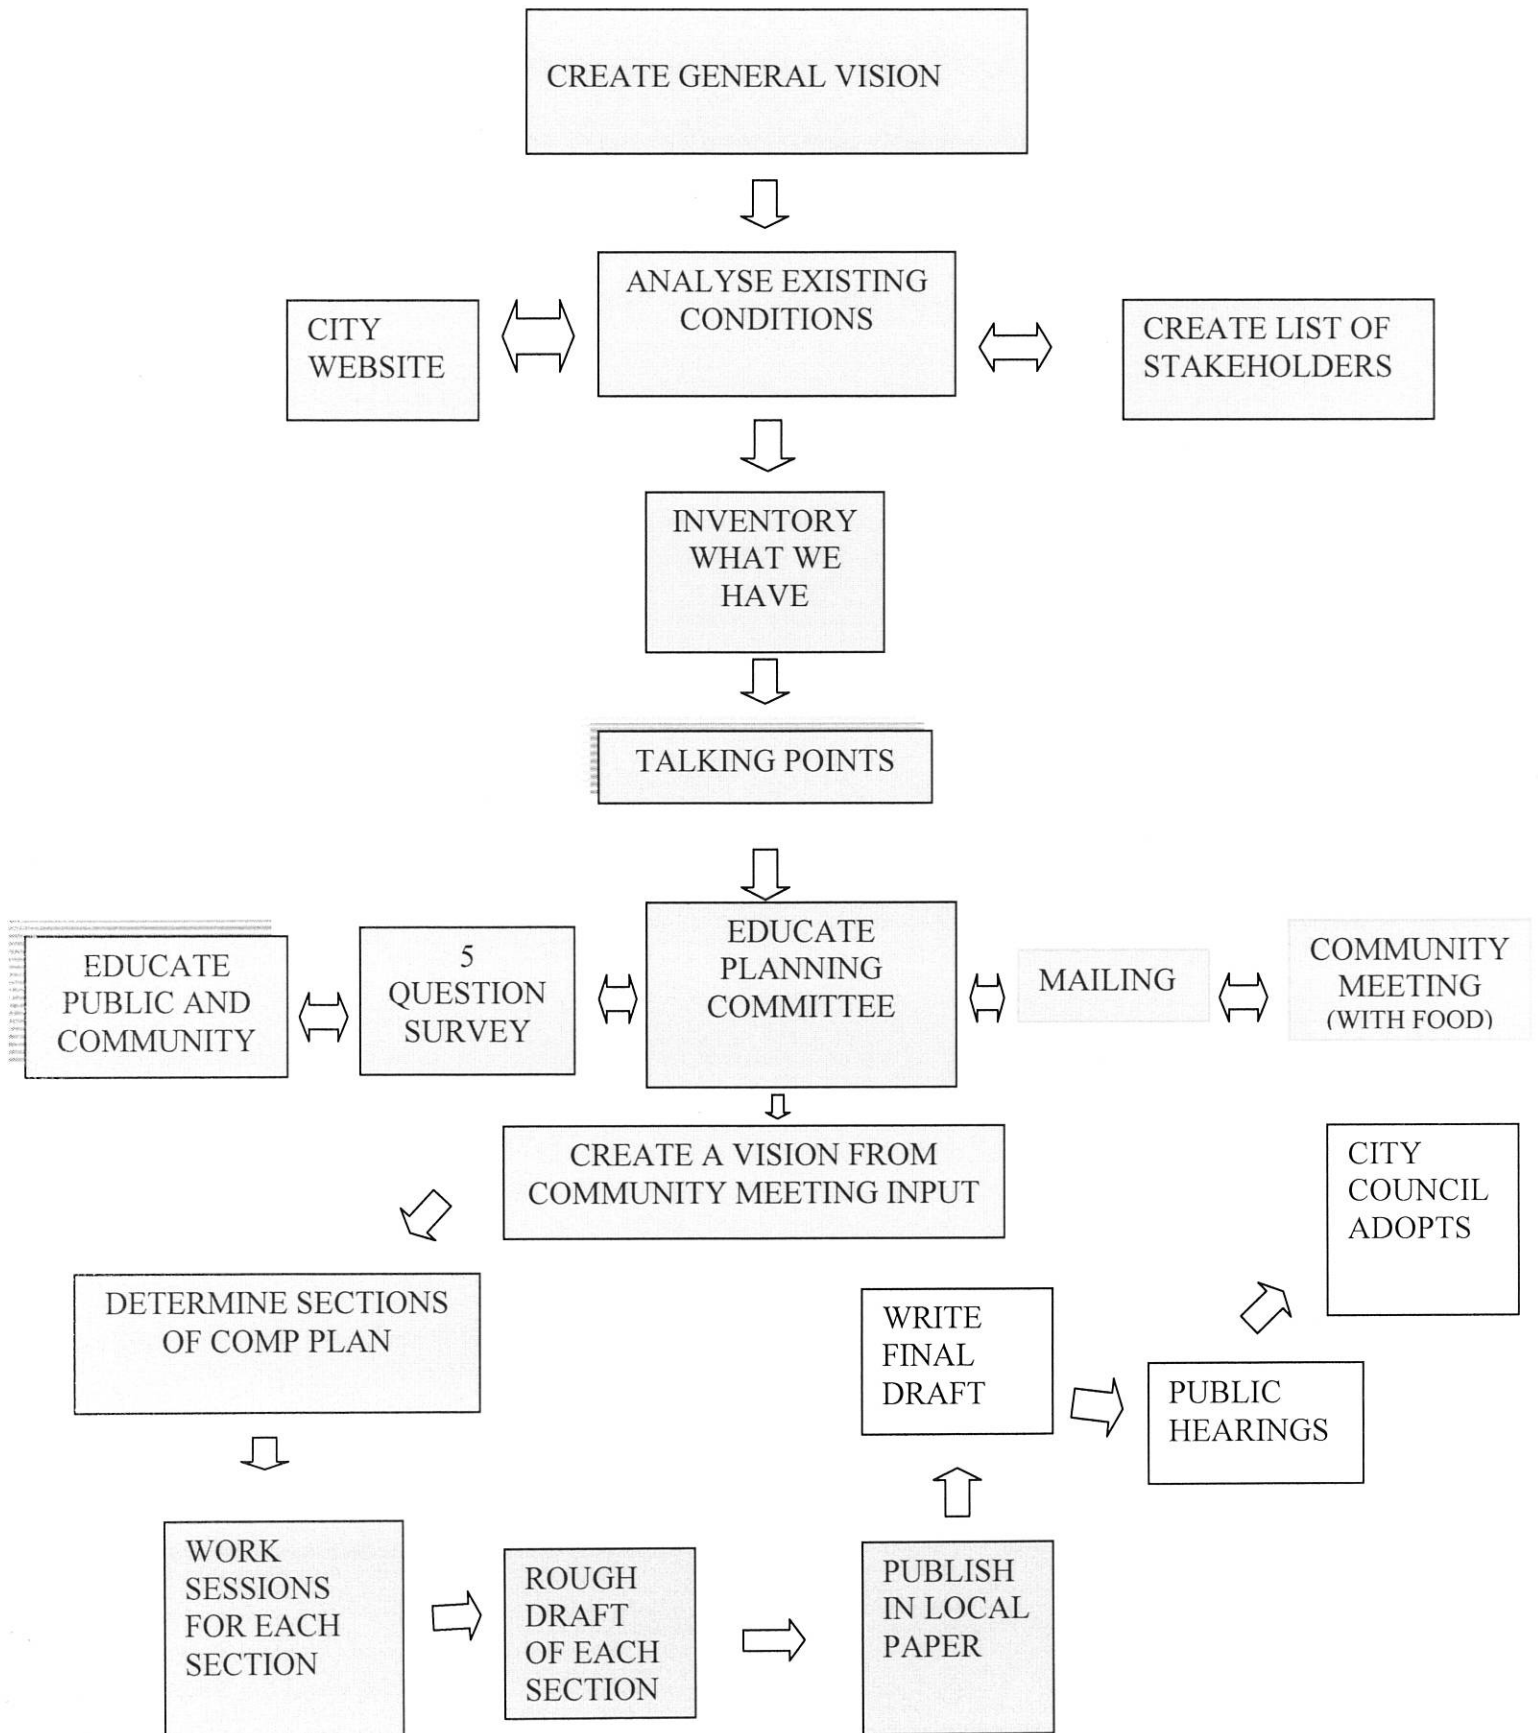 CREATE GENERAL VISION
ANALYSE EXISTING
CONDITIONS
CITY
WEBSITE
CREATE LIST OF
STAKEHOLDERS
INVENTORY
WHAT WE
HAVE
TALKING POINTS
EDUCATE
PUBLIC AND
COMMUNITY
5
QUESTION
SURVEY
EDUCATE
PLANNING
COMMITTEE
MAILING
COMMUNITY
MEETING
(WITH FOOD)
CREATE A VISION FROM
COMMUNITY MEETING INPUT
DETERMINE SECTIONS
OF COMP PLAN
WORK
SESSIONS
FOR EACH
SECTION
ROUGH
DRAFT
OF EACH
SECTION
PUBLISH
IN LOCAL
PAPER
WRITE
FINAL
DRAFT
PUBLIC
HEARINGS
CITY
COUNCIL
ADOPTS